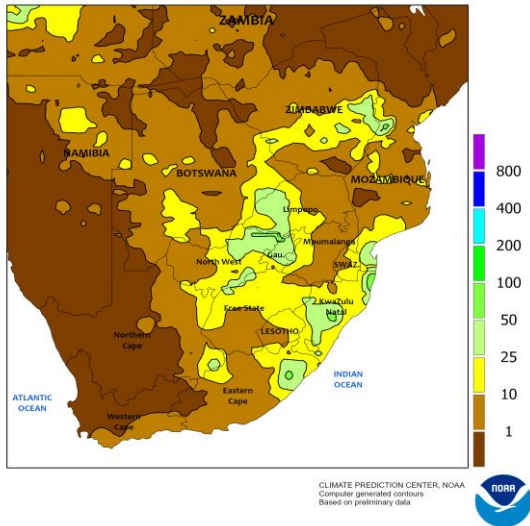 ZAMBIA
ZIMBABWE
NAMIBIA
BOTSWANA
MOZAMBIQUE
Limpopo
Mpumalanga
North West
Gau.
SWAZ.
Free State
KwaZulu
Natal
LESOTHO
Northern
Cape
Eastern
Cape
Western
Cape
ATLANTIC
OCEAN
INDIAN
OCEAN
800
400
200
100
50
25
10
1
CLIMATE PREDICTION CENTER, NOAA
Computer generated contours
Based on preliminary data
NOAA